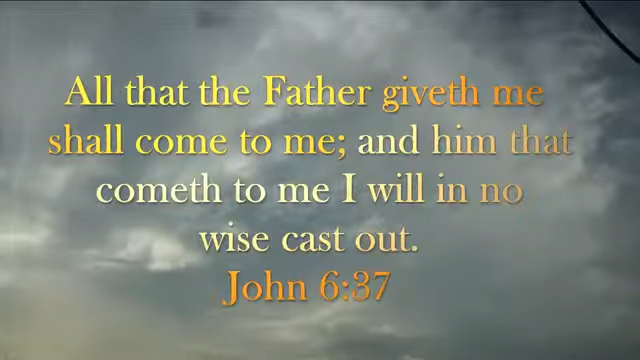 All that the Father giveth me
shall come to me; and him that
cometh to me I will in no
wise cast out.
John 6:37